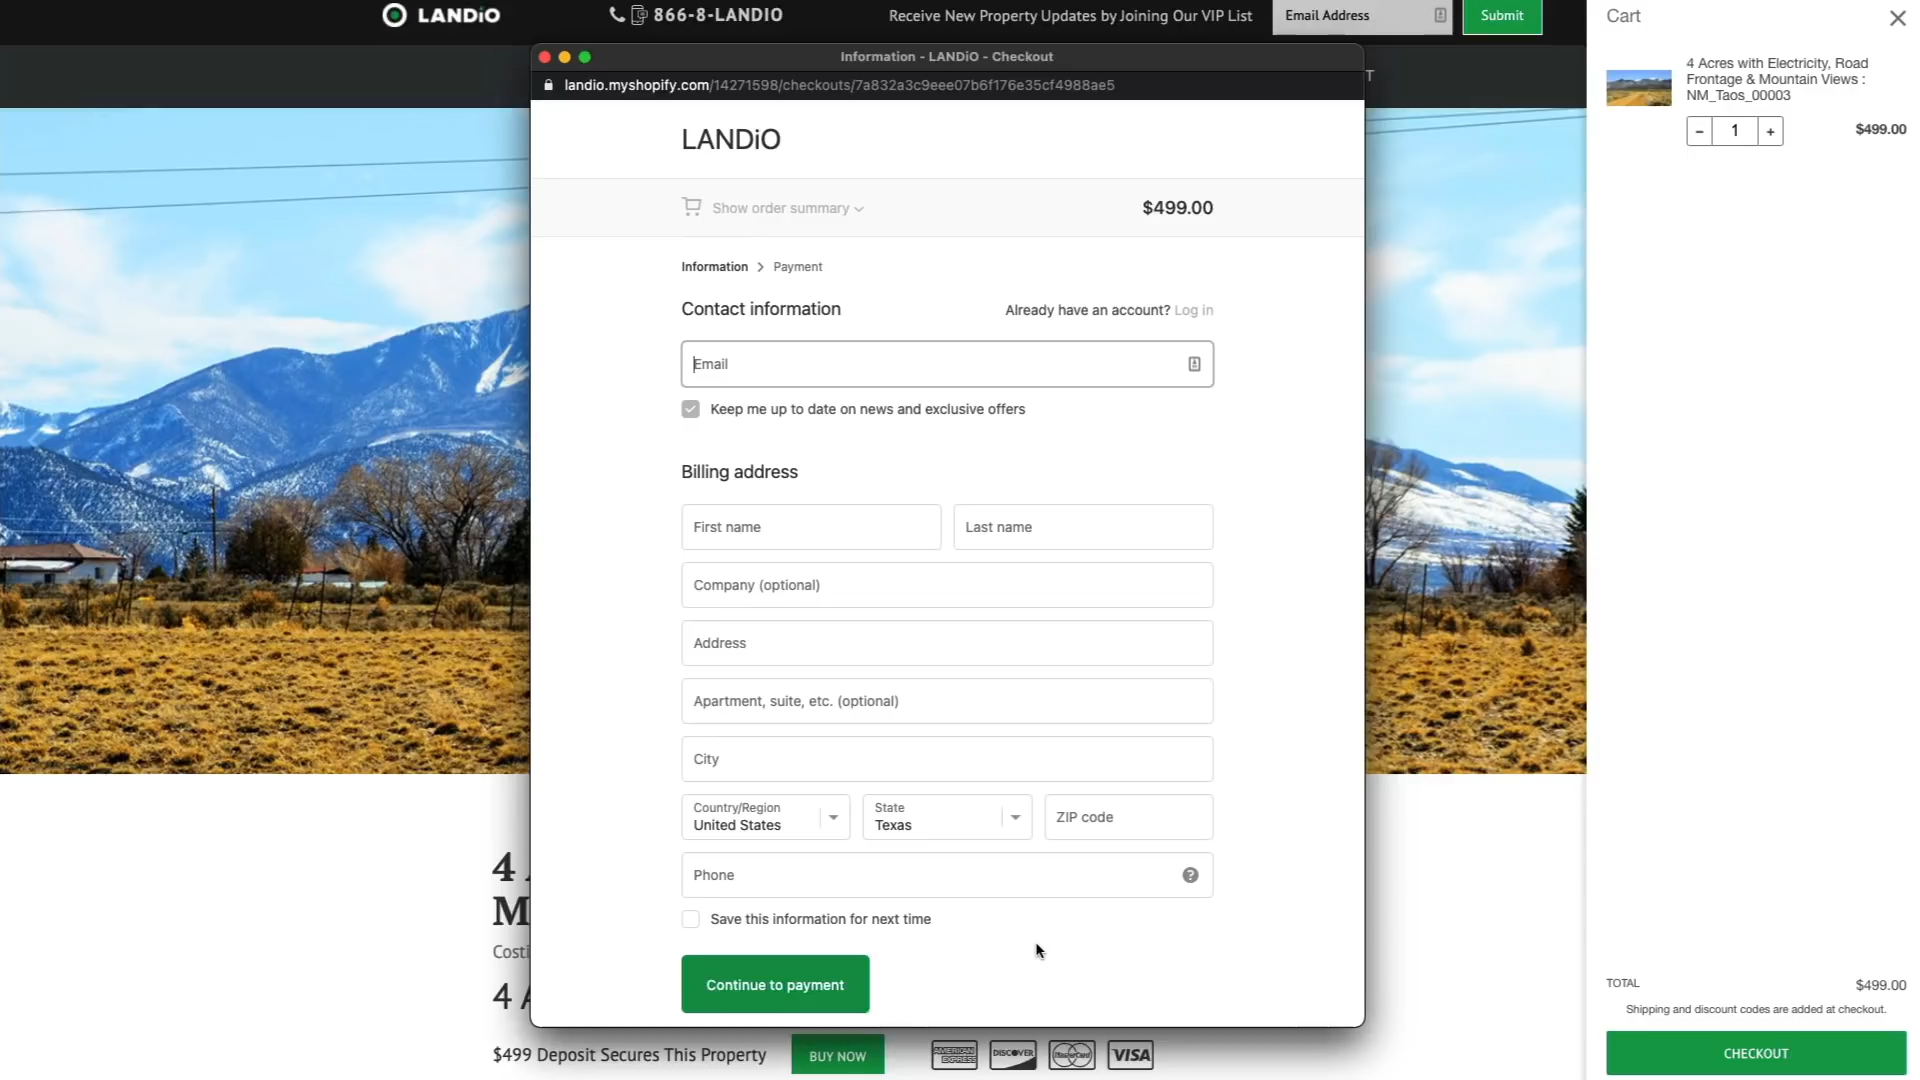 LANDiO
866-8-LANDIO
Receive New Property Updates by Joining Our VIP List
Email Address
Submit
Information - LANDiO - Checkout
landio.myshopify.com/14271598/checkouts/7a832a3c9eee07b6f176e35cf4988ae5
T
LANDiO
Show order summary
$499.00
Information > Payment
Contact information
Already have an account? Log in
Email
Keep me up to date on news and exclusive offers
Billing address
First name
Last name
Company (optional)
Address
Apartment, suite, etc. (optional)
City
Country/Region
United States
State
Texas
ZIP code
Phone
?
Save this information for next time
Continue to payment
4 A
M
Costi
4 A
$499 Deposit Secures This Property
BUY NOW
AMERICAN EXPRESS
DISCOVER
MasterCard
VISA
Cart
4 Acres with Electricity, Road
Frontage & Mountain Views :
NM_Taos_00003
- 1 +
$499.00
TOTAL
$499.00
Shipping and discount codes are added at checkout.
CHECKOUT